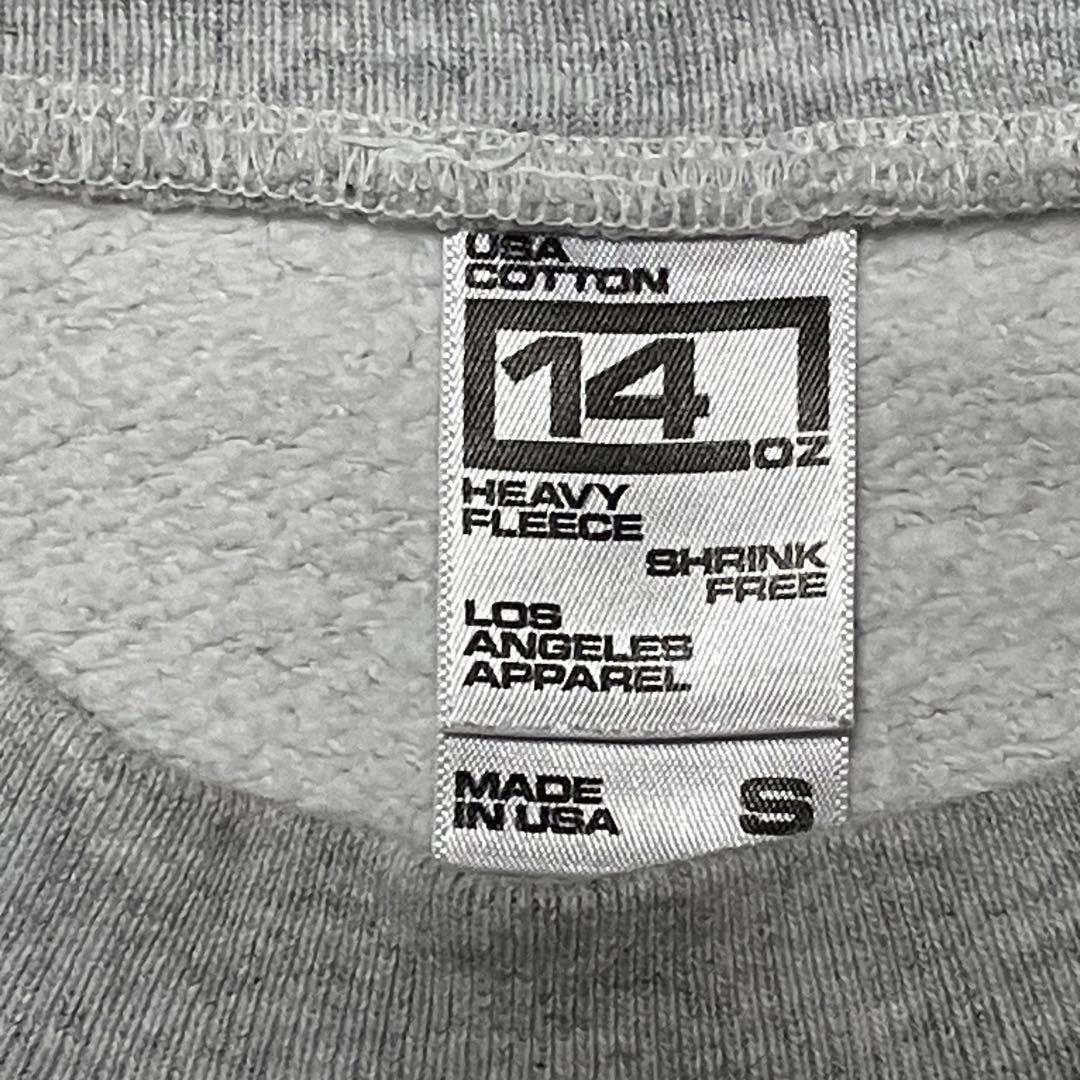 USA
COTTON
14
OZ
HEAVY
FLEECE
SHRINK
FREE
LOS
ANGELES
APPAREL
MADE
IN USA
S